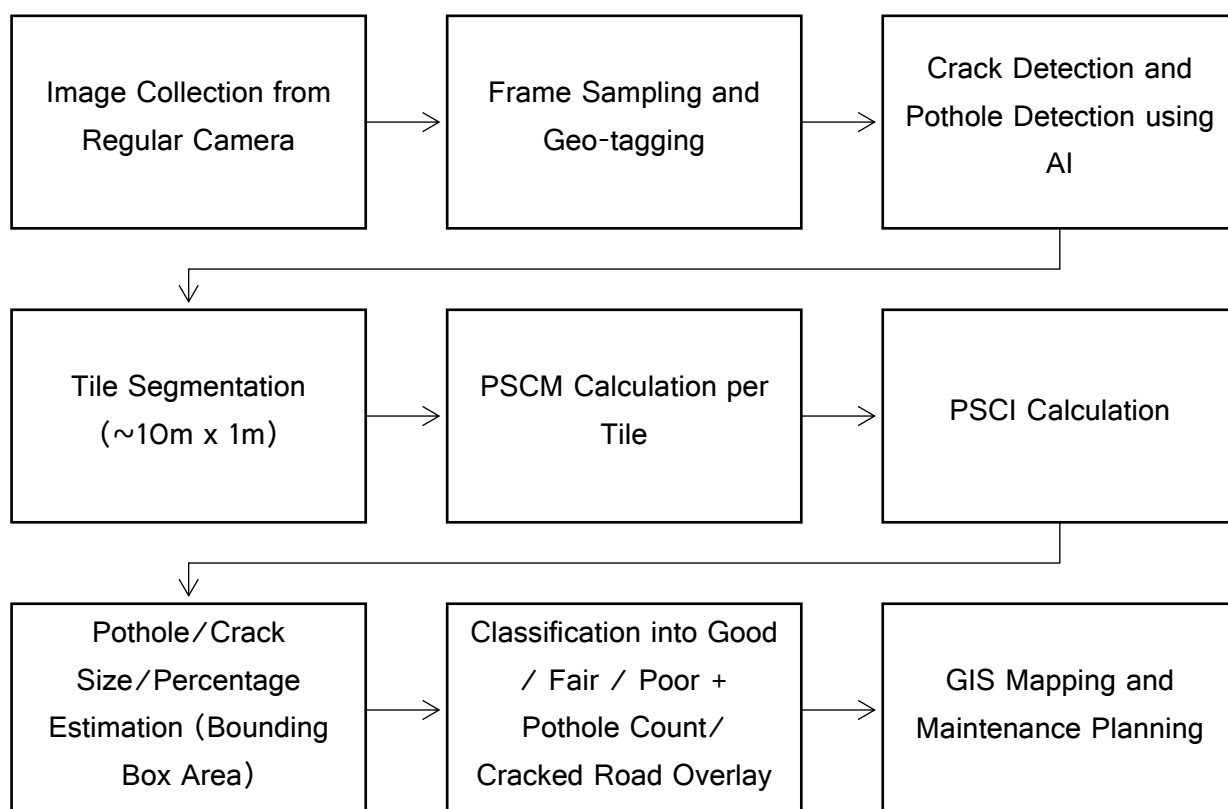 Image Collection from
Regular Camera
Frame Sampling and
Geo-tagging
Crack Detection and
Pothole Detection using
AI
Tile Segmentation
(~10m x 1m)
PSCM Calculation per
Tile
PSCI Calculation
Pothole/Crack
Size/Percentage
Estimation (Bounding
Box Area)
Classification into Good
/ Fair / Poor +
Pothole Count/
Cracked Road Overlay
GIS Mapping and
Maintenance Planning